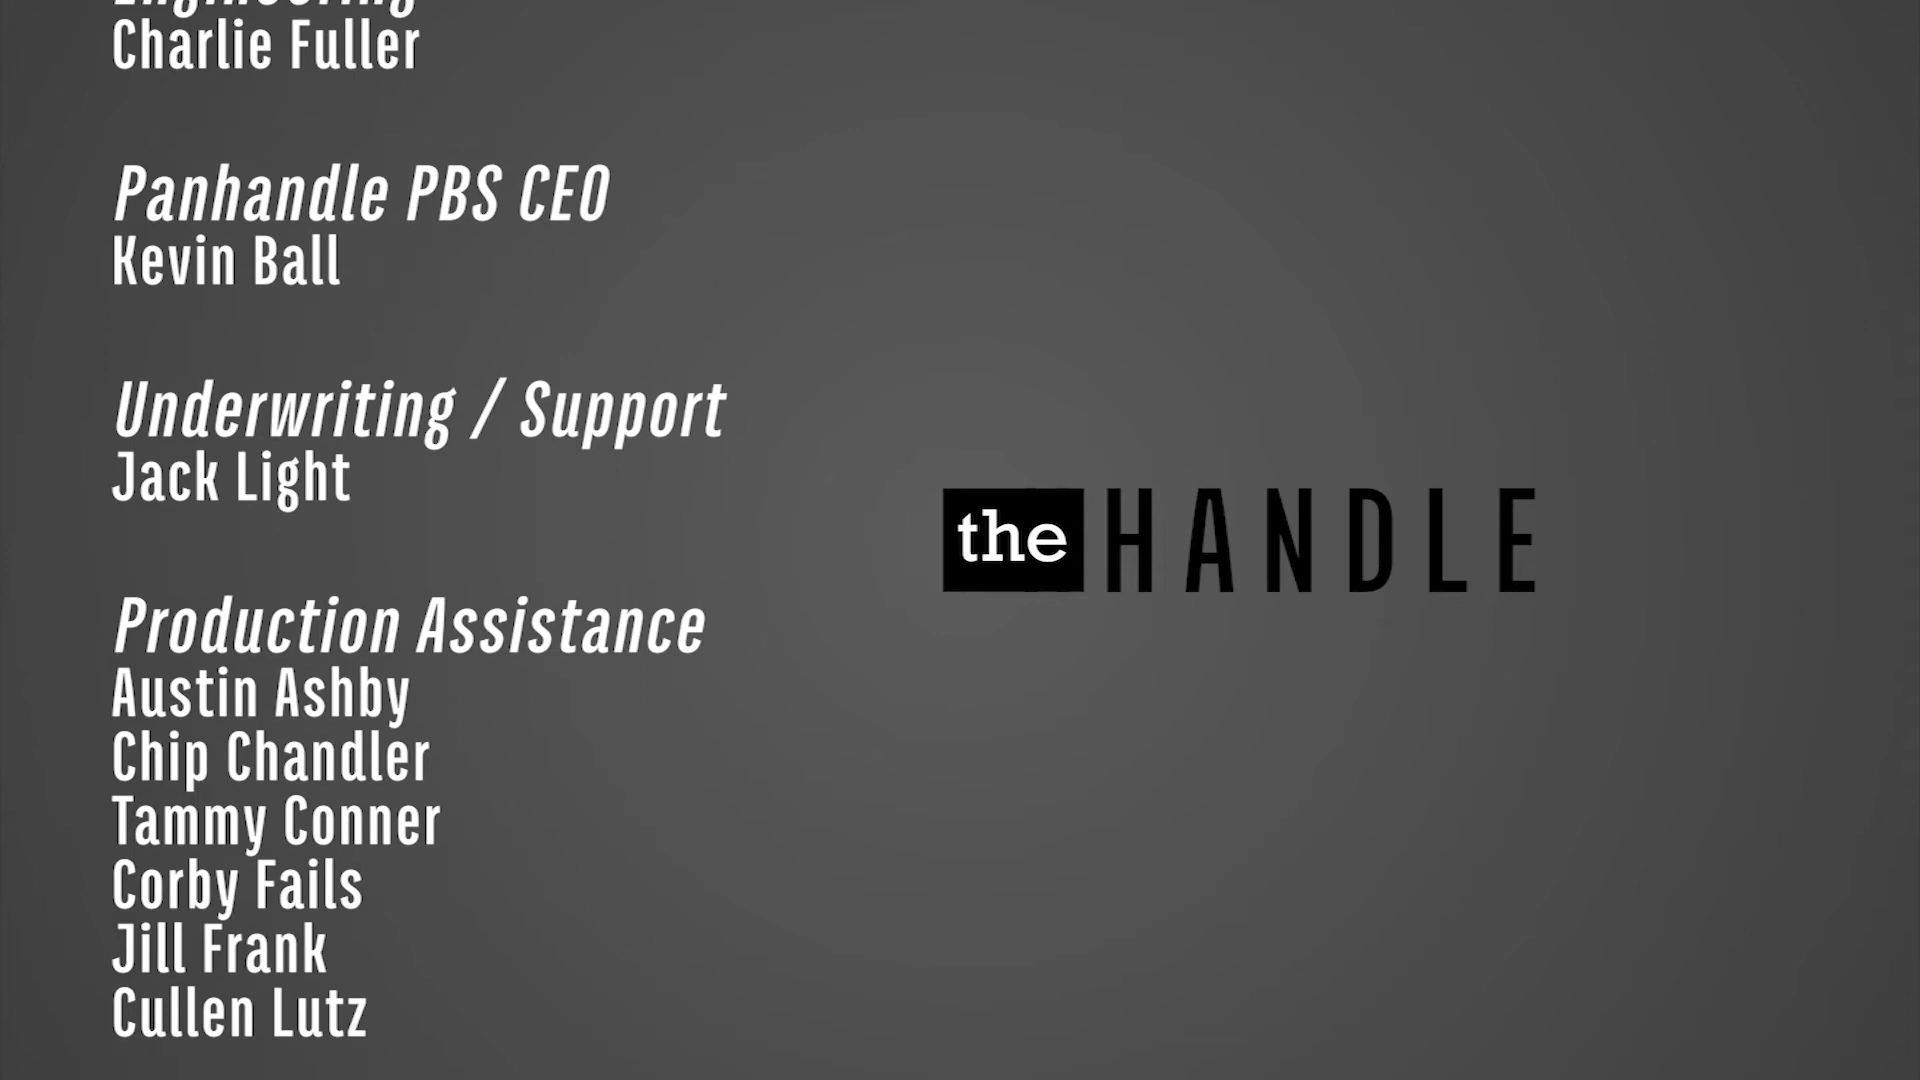 Engineering
Charlie Fuller
Panhandle PBS CEO
Kevin Ball
Underwriting / Support
Jack Light
Production Assistance
Austin Ashby
Chip Chandler
Tammy Conner
Corby Fails
Jill Frank
Cullen Lutz
the HANDLE